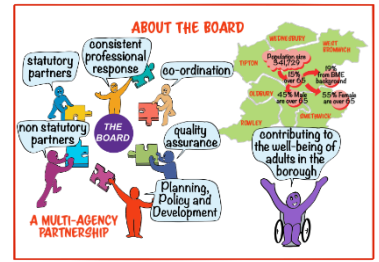 ABOUT THE BOARD
consistent
professional
response
statutory
partners
co-ordination
non statutory
partners
THE
BOARD
quality
assurance
Planning,
Policy and
Development
A MULTI-AGENCY
PARTNERSHIP
WEDNESBURY
WEST
BROMWICH
TIPTON
Population size
341,729
15%
over 65
19%
from BME
background
OLDBURY
45% Male
are over 65
55% Female
are over 65
SMETHWICK
ROWLEY
contributing to
the well-being of
adults in the
borough